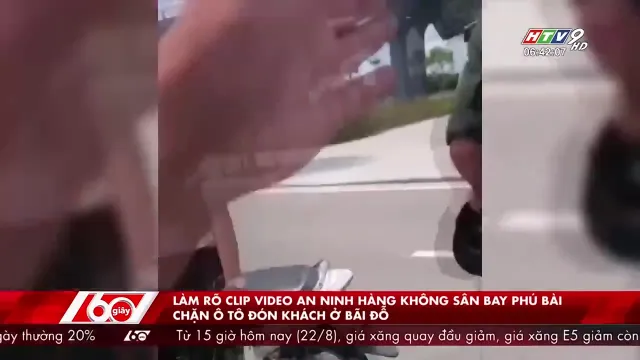 HTV9 HD
06:42:07
60 giây
LÀM RÕ CLIP VIDEO AN NINH HÀNG KHÔNG SÂN BAY PHÚ BÀI
CHẶN Ô TÔ ĐÓN KHÁCH Ở BÃI ĐỖ
gày thường 20% 60s Từ 15 giờ hôm nay (22/8), giá xăng quay đầu giảm, giá xăng E5 giảm còn